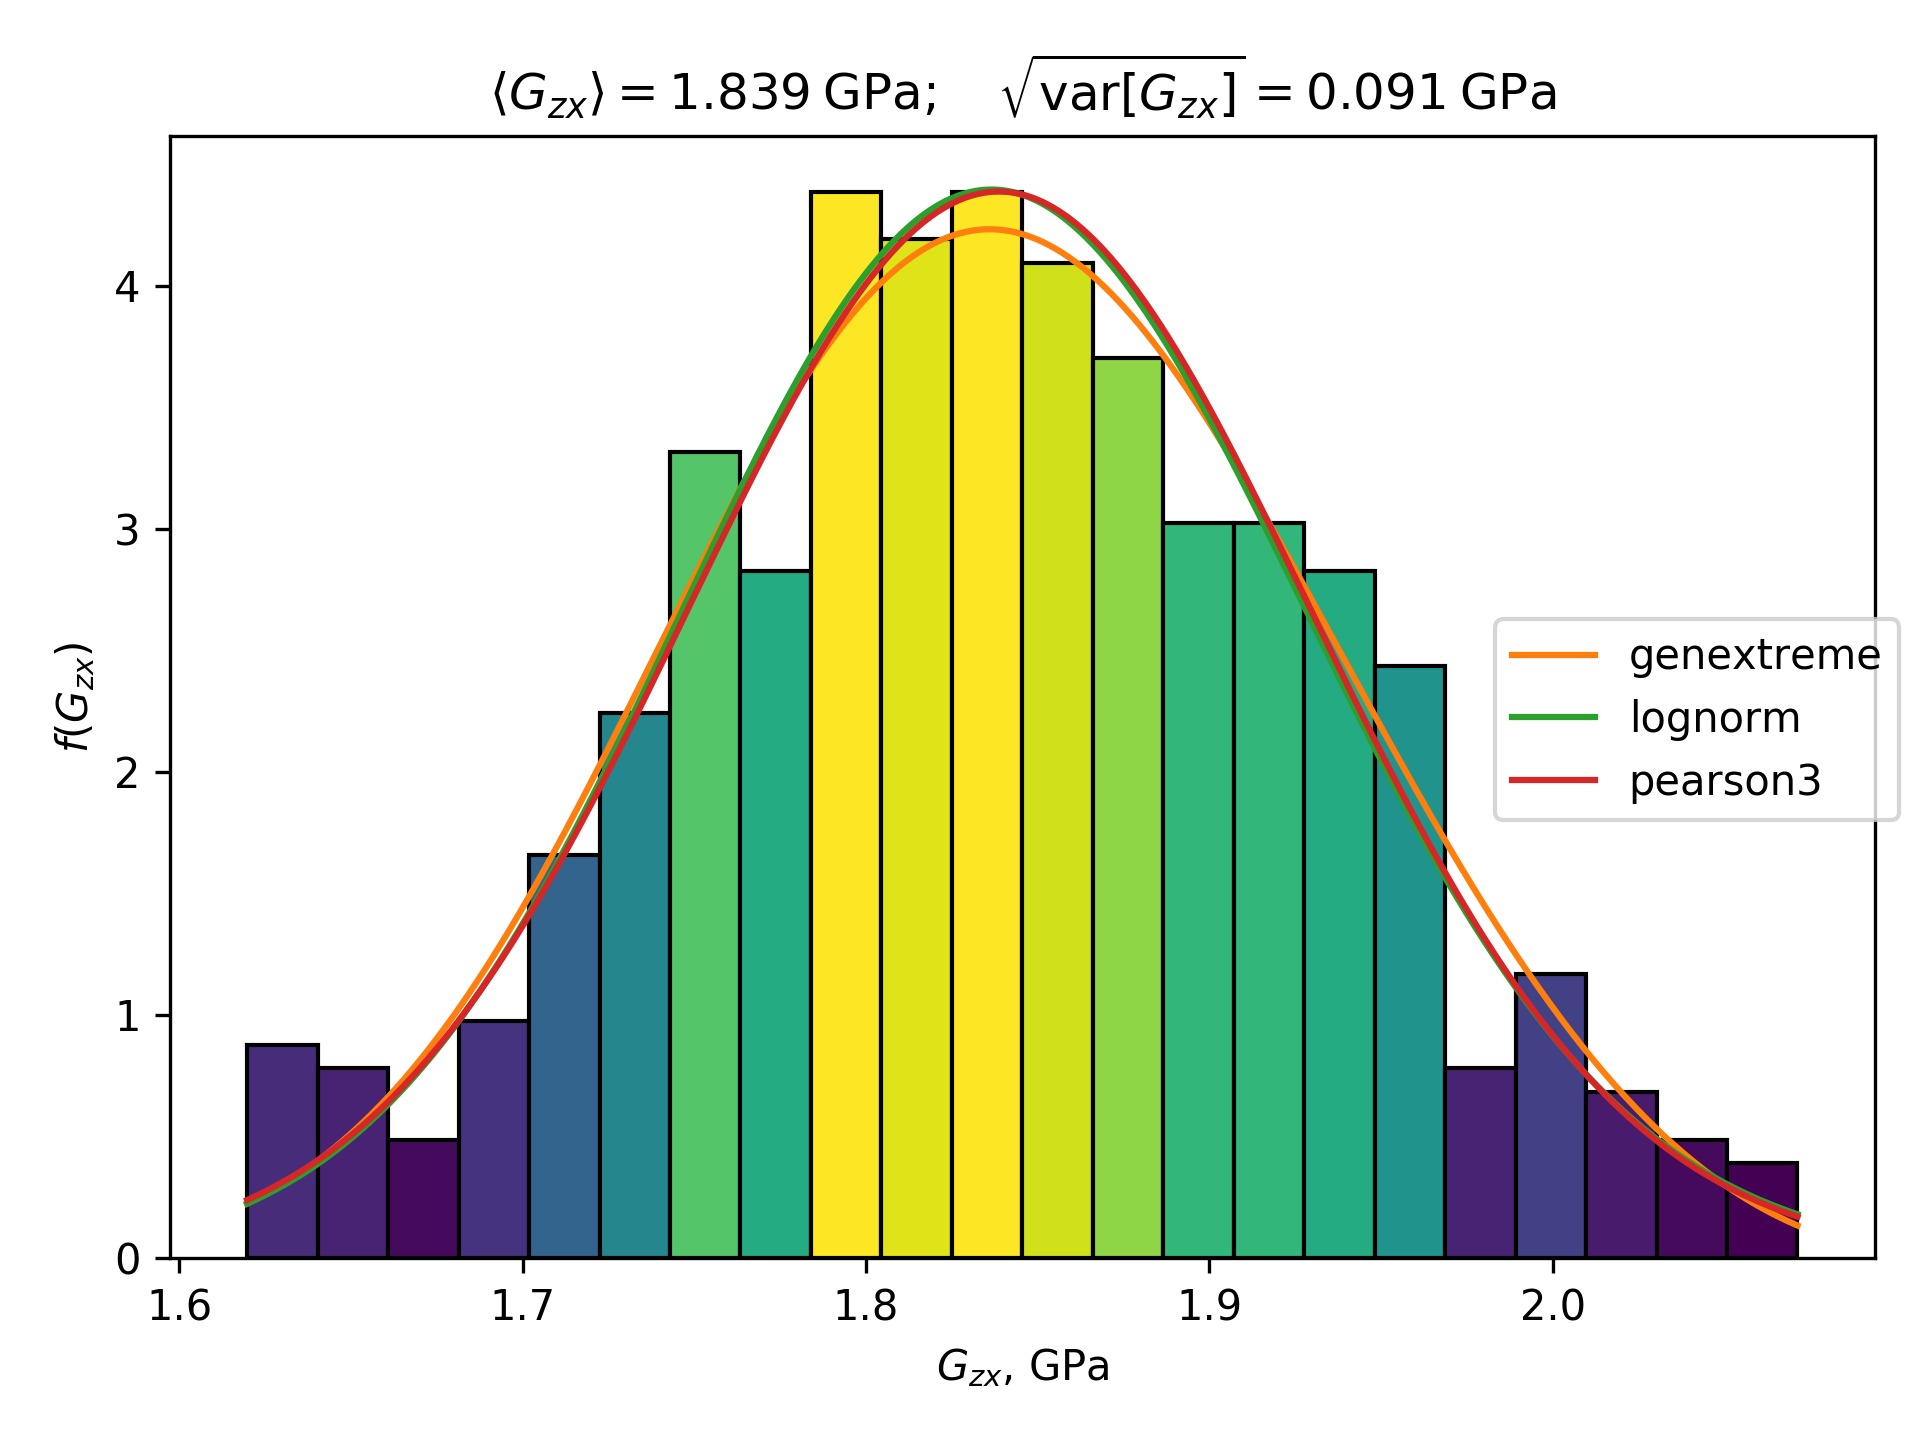 ⟨G_zx⟩ = 1.839 GPa; √var[G_zx] = 0.091 GPa
f(G_zx)
4
3
2
1
0
genextreme
lognorm
pearson3
1.6 1.7 1.8 1.9 2.0
G_zx, GPa